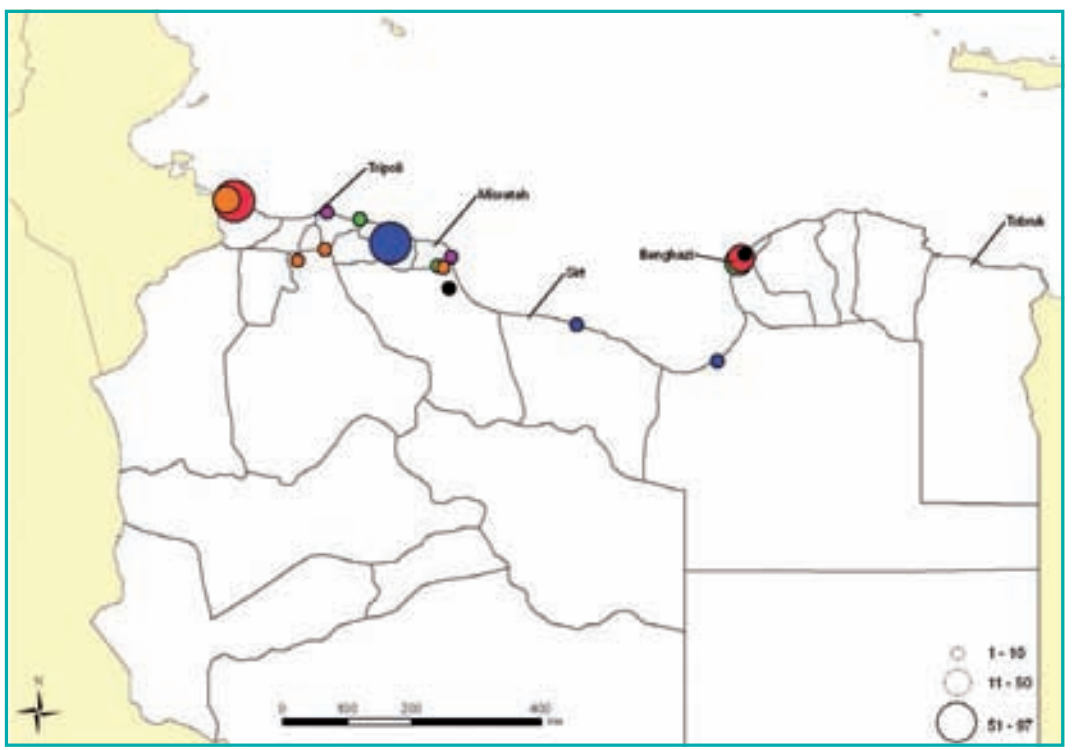 Tripoli
Misratah
Tobruk
Benghazi
Sirt
N
0 100 200 400
1 - 10
11 - 50
51 - 97